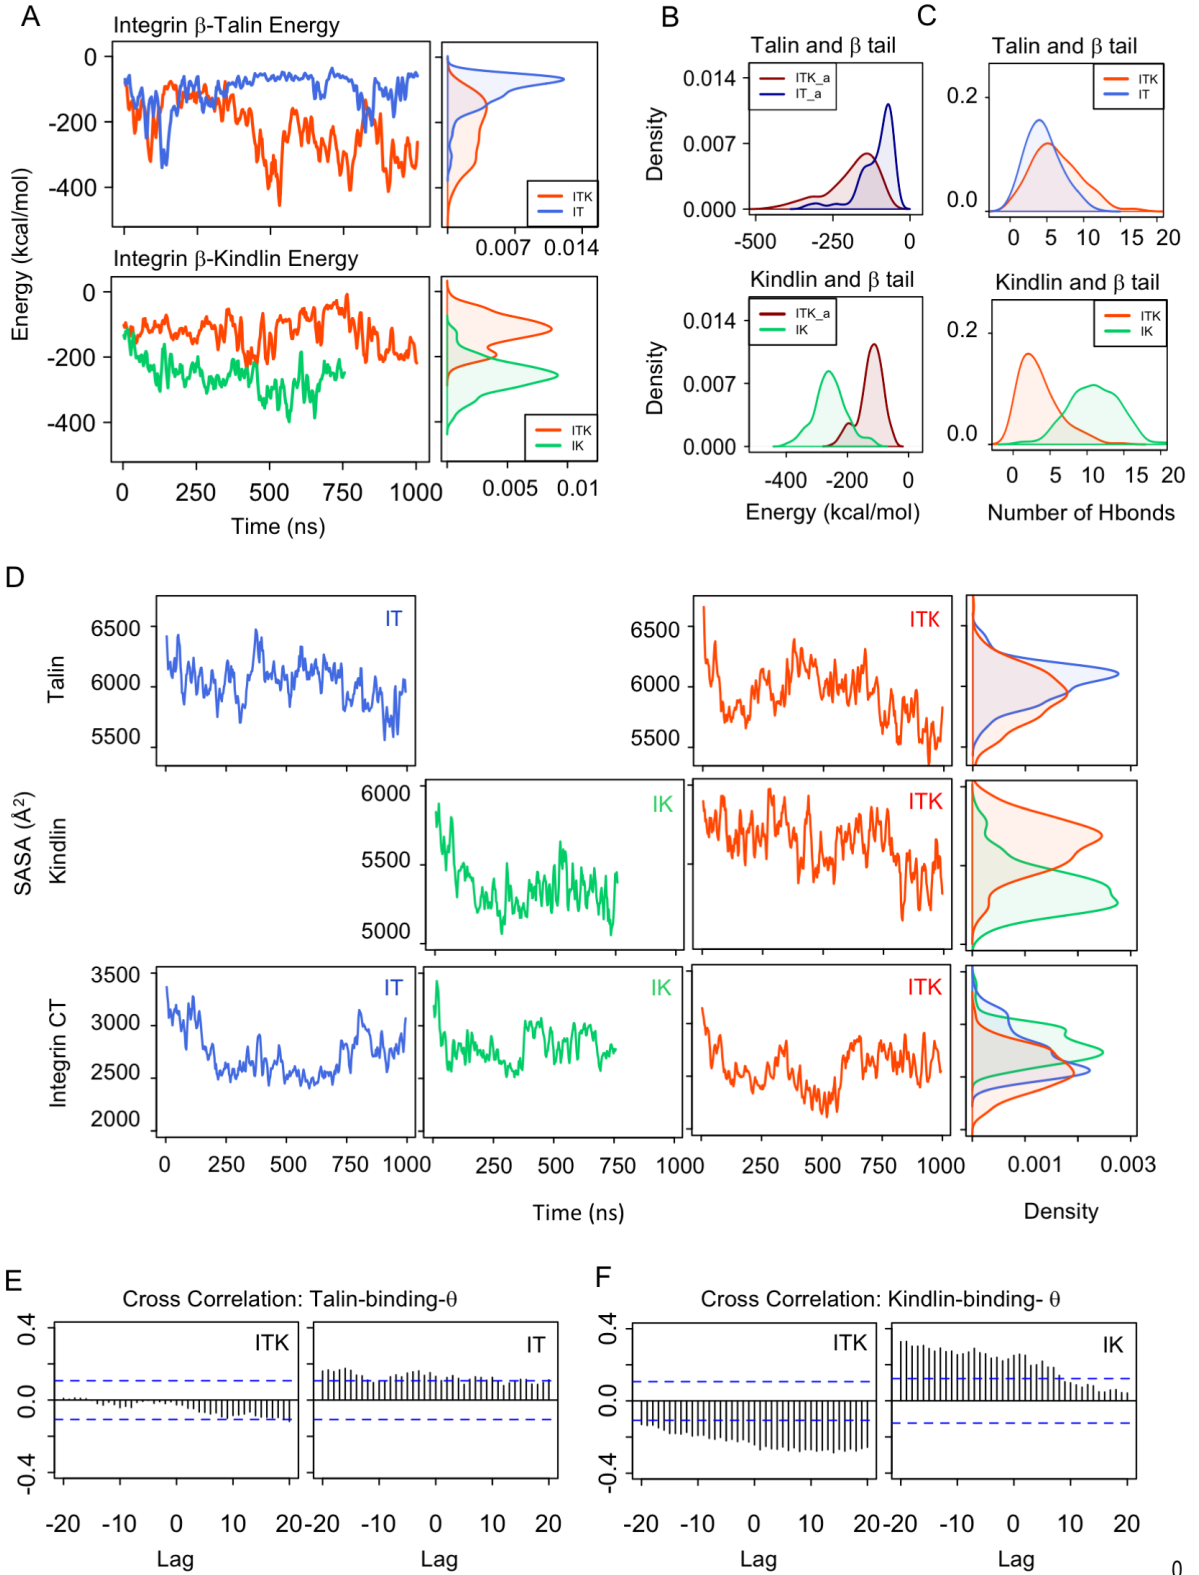 A
Integrin β-Talin Energy
0
-200
-400
ITK
IT
0.007 0.014
Integrin β-Kindlin Energy
0
-200
-400
ITK
IK
0 250 500 750 1000
0.005 0.01
Time (ns)
Energy (kcal/mol)
B
Talin and β tail
0.014
0.007
0.000
ITK_a
IT_a
-500 -250 0
Density
Kindlin and β tail
0.014
0.007
0.000
ITK_a
IK
-400 -200 0
Density
Energy (kcal/mol)
C
Talin and β tail
0.2
0.0
ITK
IT
0 5 10 15 20
Kindlin and β tail
0.2
0.0
ITK
IK
0 5 10 15 20
Number of Hbonds
D
Talin
6500
6000
5500
IT
6500
6000
5500
ITK
SASA (Å²)
Kindlin
6000
5500
5000
IK
ITK
Integrin CT
3500
3000
2500
2000
IT
IK
ITK
0 250 500 750 1000
250 500 750 1000
250 500 750 1000
0.001 0.003
Time (ns)
Density
E
Cross Correlation: Talin-binding-θ
0.4
0.0
-0.4
ITK
IT
-20 -10 0 10 20
-20 -10 0 10 20
Lag
Lag
F
Cross Correlation: Kindlin-binding- θ
0.4
0.0
-0.4
ITK
IK
-20 -10 0 10 20
-20 -10 0 10 20
Lag
Lag
0